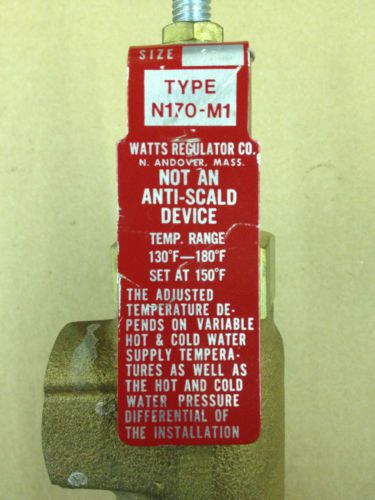 SIZE
TYPE
N170-M1
WATTS REGULATOR CO.
N. ANDOVER, MASS.
NOT AN
ANTI-SCALD
DEVICE
TEMP. RANGE
130°F—180°F
SET AT 150°F
THE ADJUSTED
TEMPERATURE DE-
PENDS ON VARIABLE
HOT & COLD WATER
SUPPLY TEMPERA-
TURES AS WELL AS
THE HOT AND COLD
WATER PRESSURE
DIFFERENTIAL OF
THE INSTALLATION